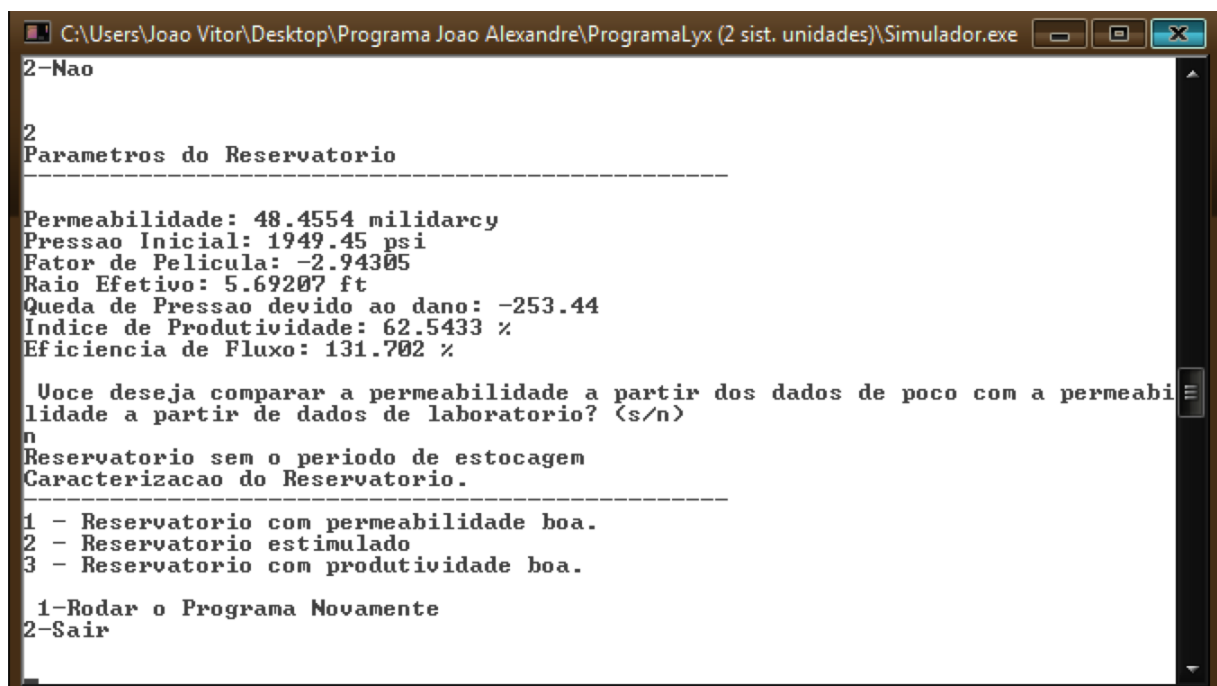 C:\Users\Joao Vitor\Desktop\Programa Joao Alexandre\ProgramaLyx (2 sist. unidades)\Simulador.exe
2-Nao
2
Parametros do Reservatorio
--------------------------------------------------
Permeabilidade: 48.4554 milidarcy
Pressao Inicial: 1949.45 psi
Fator de Pelicula: -2.94305
Raio Efetivo: 5.69207 ft
Queda de Pressao devido ao dano: -253.44
Indice de Produtividade: 62.5433 %
Eficiencia de Fluxo: 131.702 %
Voce deseja comparar a permeabilidade a partir dos dados de poco com a permeabi
lidade a partir de dados de laboratorio? (s/n)
n
Reservatorio sem o periodo de estocagem
Caracterizacao do Reservatorio.
--------------------------------------------------
1 - Reservatorio com permeabilidade boa.
2 - Reservatorio estimulado
3 - Reservatorio com produtividade boa.
1-Rodar o Programa Novamente
2-Sair